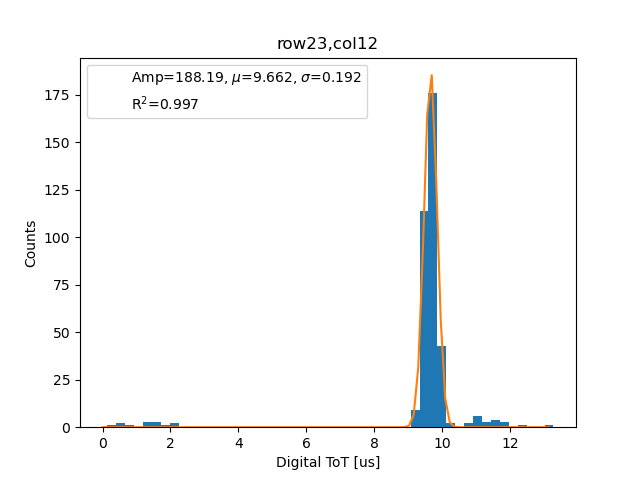 row23,col12
Amp=188.19, μ=9.662, σ=0.192
R²=0.997
Counts
175
150
125
100
75
50
25
0
0 2 4 6 8 10 12
Digital ToT [us]